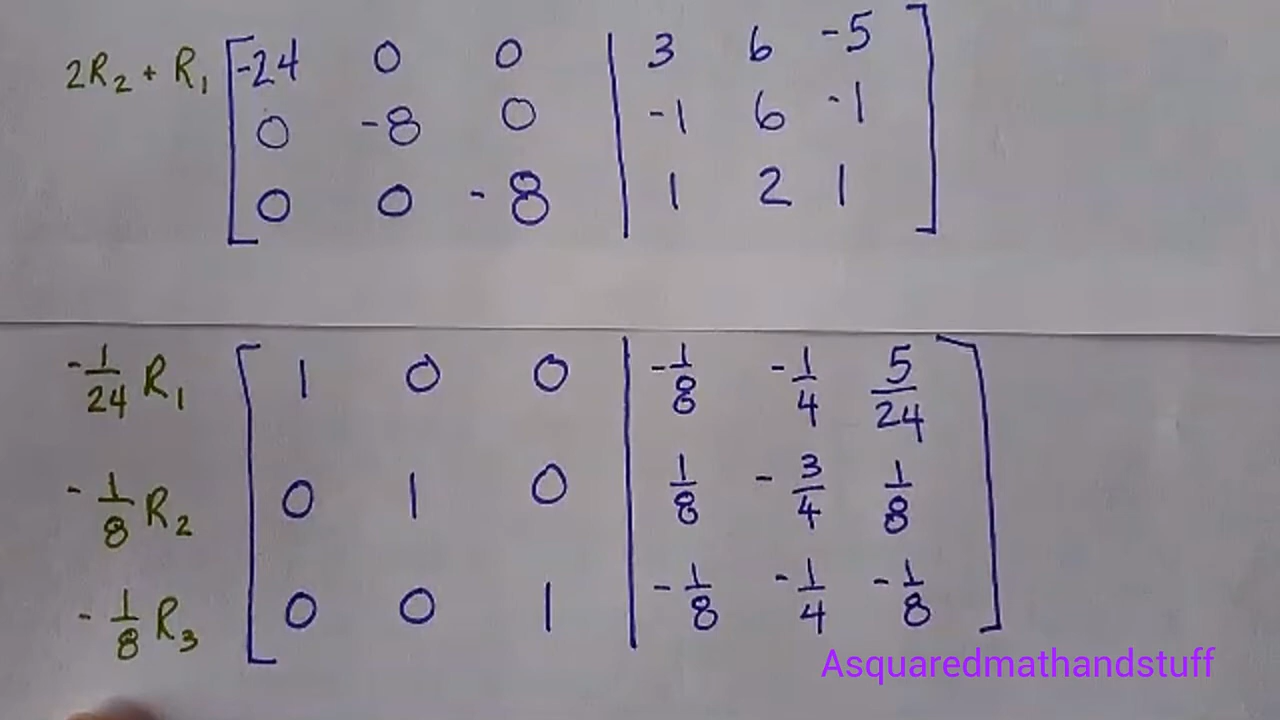 2R₂ + R₁ [ -24 0 0 | 3 6 -5 ]
[ 0 -8 0 | -1 6 -1 ]
[ 0 0 -8 | 1 2 1 ]
-1/24 R₁ [ 1 0 0 | -1/8 -1/4 5/24 ]
-1/8 R₂ [ 0 1 0 | 1/8 -3/4 1/8 ]
-1/8 R₃ [ 0 0 1 | -1/8 -1/4 -1/8 ]
Asquaredmathandstuff